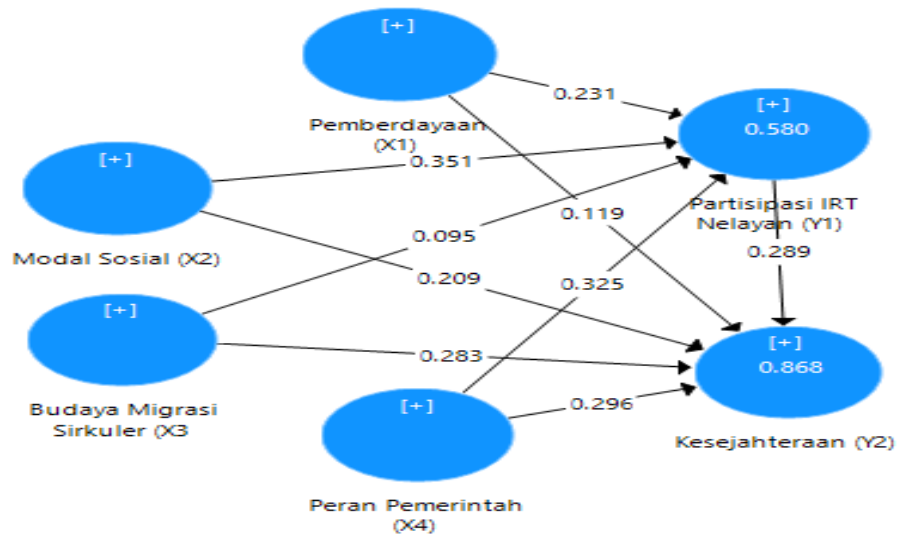 [+]
Pemberdayaan
(X1)
0.231
[+]
0.580
Partisipasi IRT
Nelayan (Y1)
[+]
Modal Sosial (X2)
0.351
0.119
0.095
0.209
0.325
0.289
[+]
Budaya Migrasi
Sirkuler (X3
0.283
[+]
0.868
Kesejahteraan (Y2)
0.296
[+]
Peran Pemerintah
(X4)